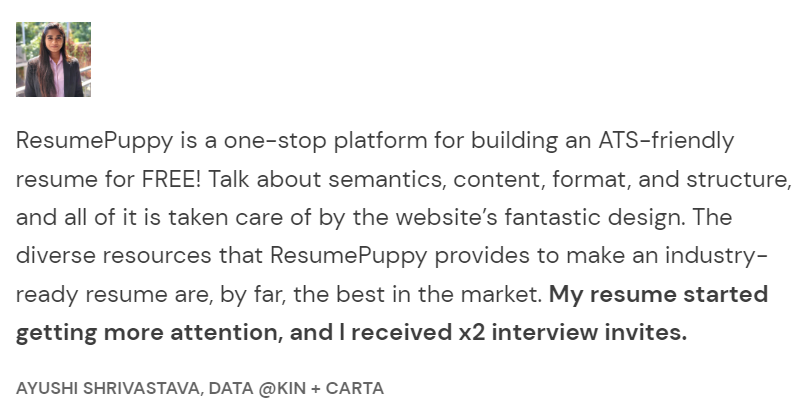 ResumePuppy is a one-stop platform for building an ATS-friendly
resume for FREE! Talk about semantics, content, format, and structure,
and all of it is taken care of by the website’s fantastic design. The
diverse resources that ResumePuppy provides to make an industry-
ready resume are, by far, the best in the market. My resume started
getting more attention, and I received x2 interview invites.
AYUSHI SHRIVASTAVA, DATA @KIN + CARTA